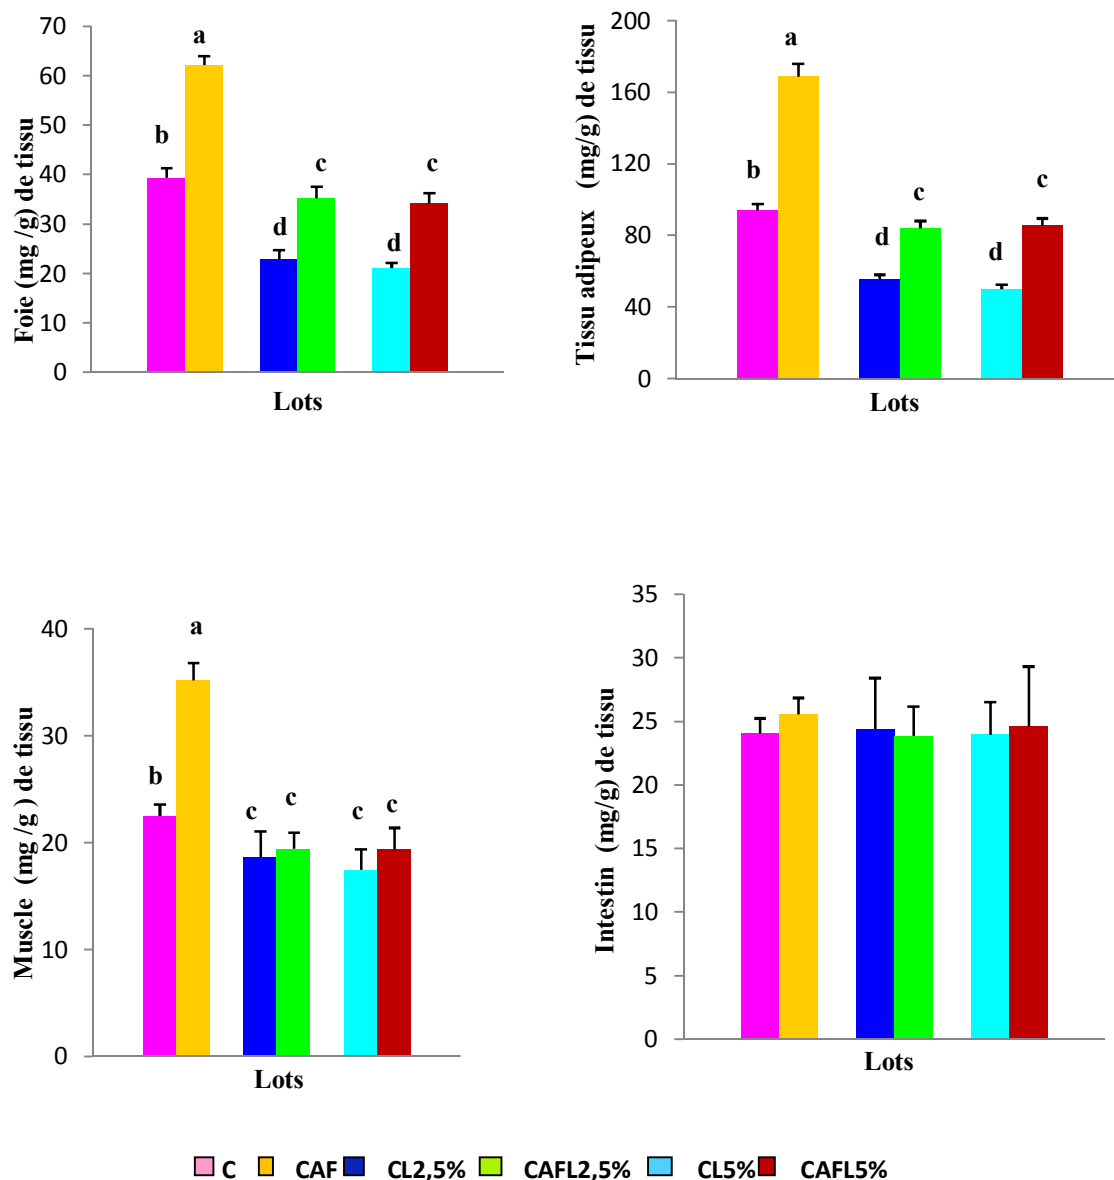 Foie (mg /g) de tissu
70
60
50
40
30
20
10
0
a
b
c
c
d
d
Lots
Tissu adipeux (mg/g) de tissu
200
160
120
80
40
0
a
b
c
c
d
d
Lots
Muscle (mg /g ) de tissu
40
30
20
10
0
a
b
c
c
c
c
Lots
Intestin (mg/g) de tissu
35
30
25
20
15
10
5
0
Lots
C CAF CL2,5% CAFL2,5% CL5% CAFL5%